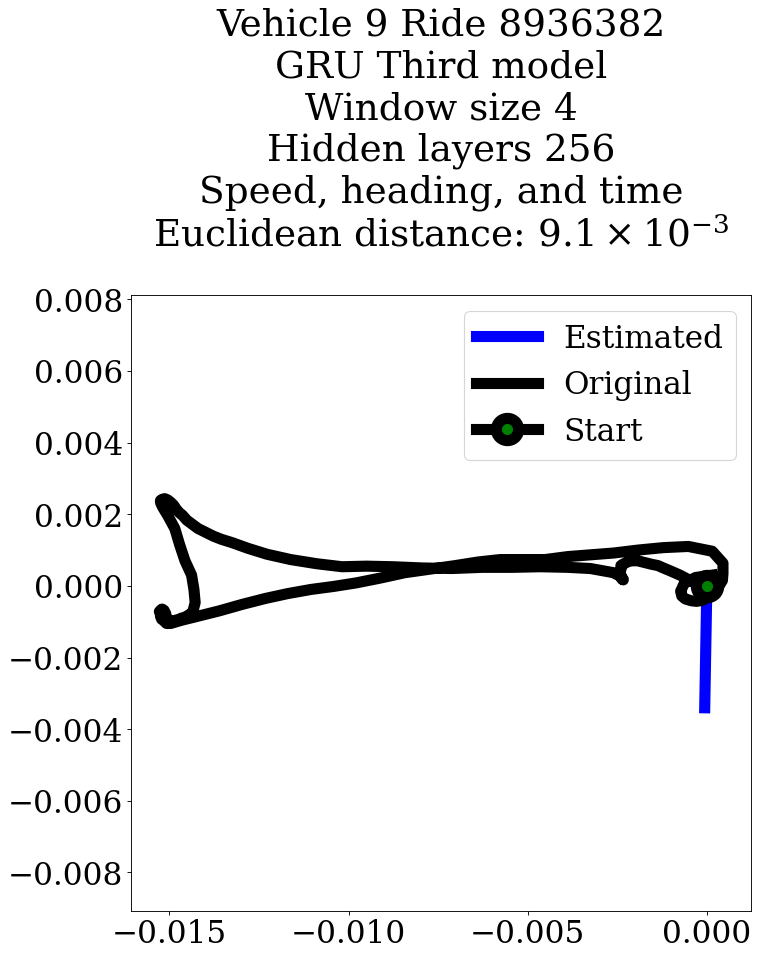 Vehicle 9 Ride 8936382
GRU Third model
Window size 4
Hidden layers 256
Speed, heading, and time
Euclidean distance: 9.1 × 10⁻³
Estimated
Original
Start
0.008
0.006
0.004
0.002
0.000
−0.002
−0.004
−0.006
−0.008
−0.015 −0.010 −0.005 0.000